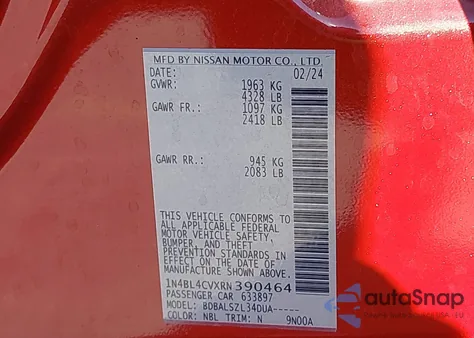 MFD BY NISSAN MOTOR CO., LTD.
DATE: 02/24
GVWR: 1963 KG
4328 LB
GAWR FR.: 1097 KG
2418 LB
GAWR RR.: 945 KG
2083 LB
THIS VEHICLE CONFORMS TO
ALL APPLICABLE FEDERAL
MOTOR VEHICLE SAFETY,
BUMPER, AND THEFT
PREVENTION STANDARDS IN
EFFECT ON THE DATE OF
MANUFACTURE SHOWN ABOVE.
1N4BL4CVXRN390464
PASSENGER CAR 633897
MODEL: BDBALSZL34DUA-----
COLOR: NBL TRIM: N 9N00A
autoSnap